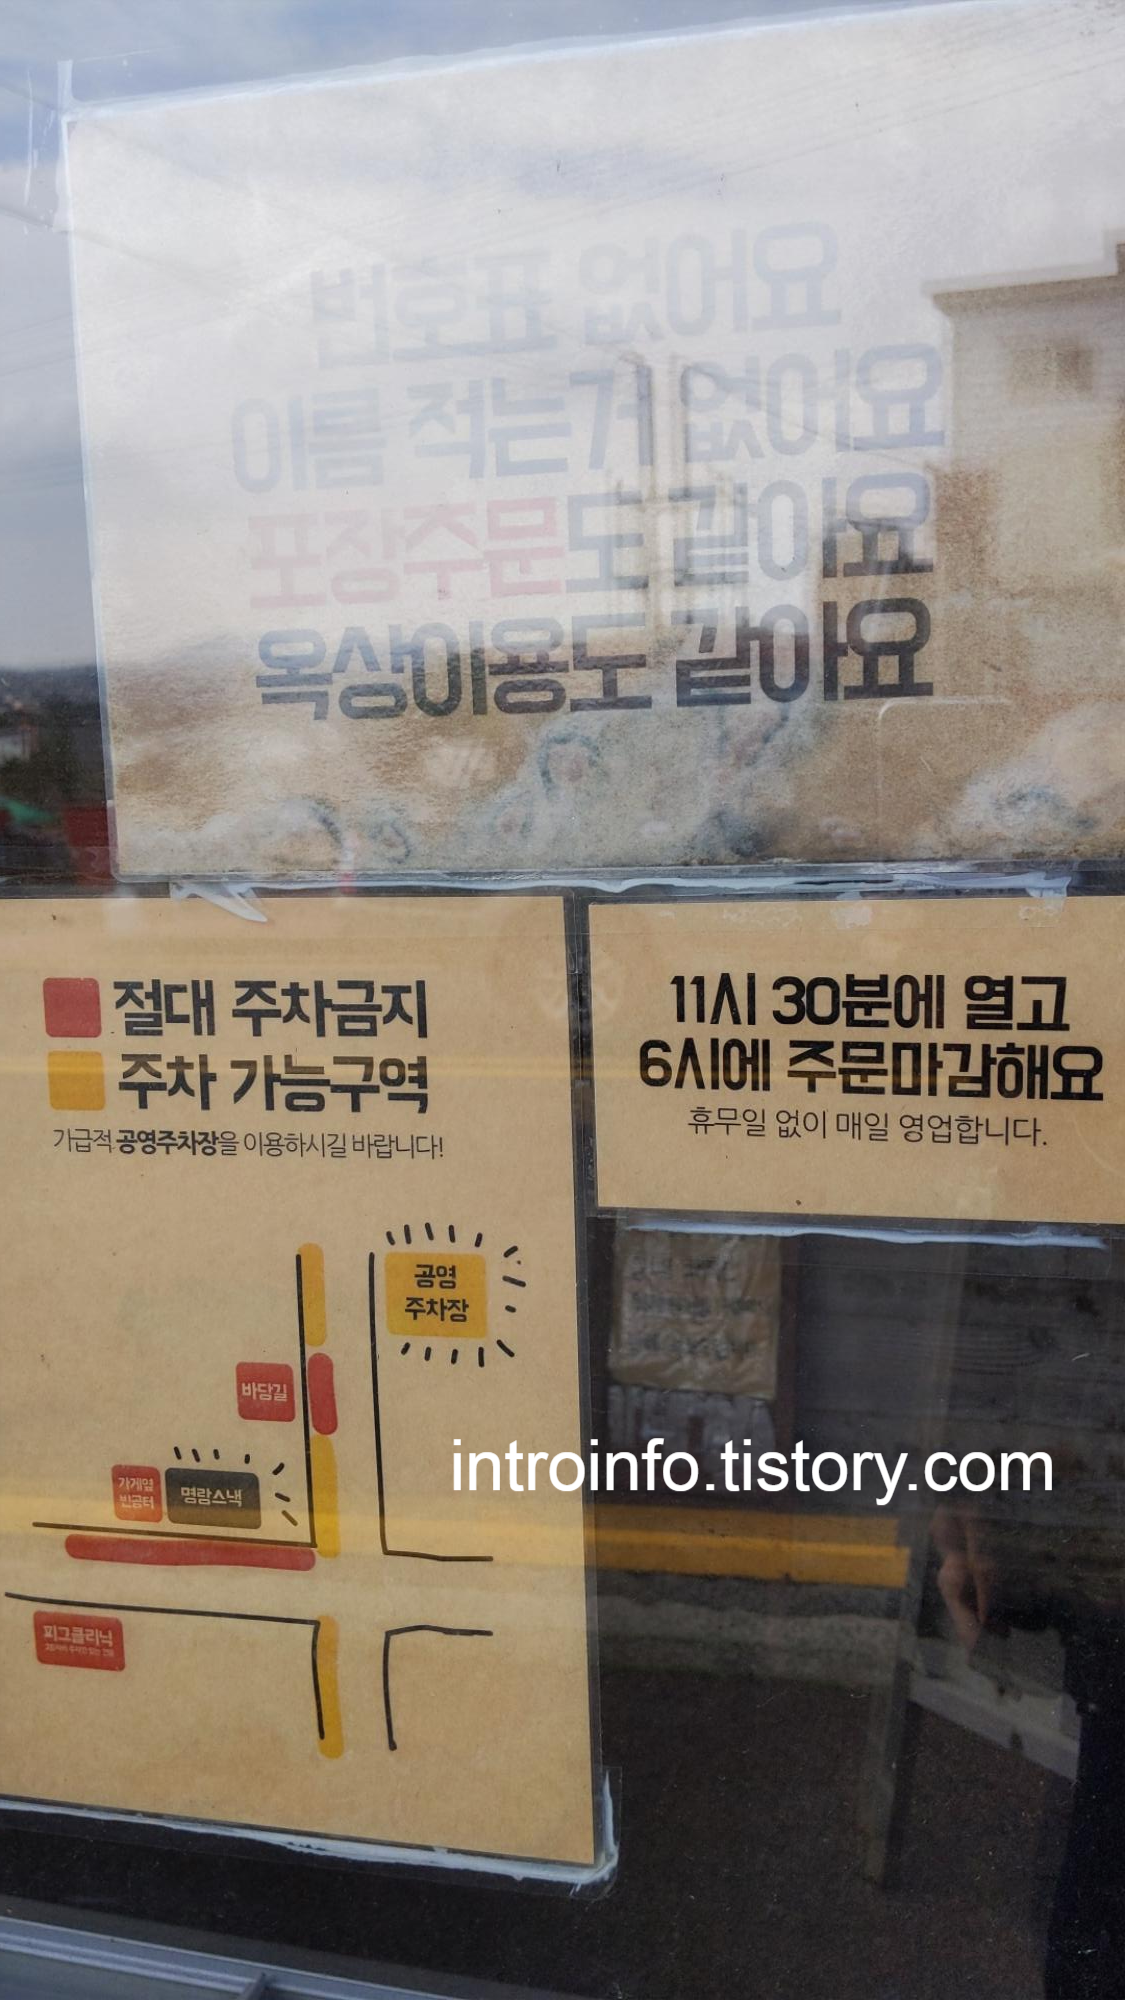 번호표 없어요
이름 적는거 없어요
포장주문도 같아요
옥상이용도 같아요
절대 주차금지
주차 가능구역
가급적 공영주차장을 이용하시길 바랍니다!
11시 30분에 열고
6시에 주문마감해요
휴무일 없이 매일 영업합니다.
공영
주차장
바당길
가게옆
빈공터
명랑스낵
피그클리닉
introinfo.tistory.com